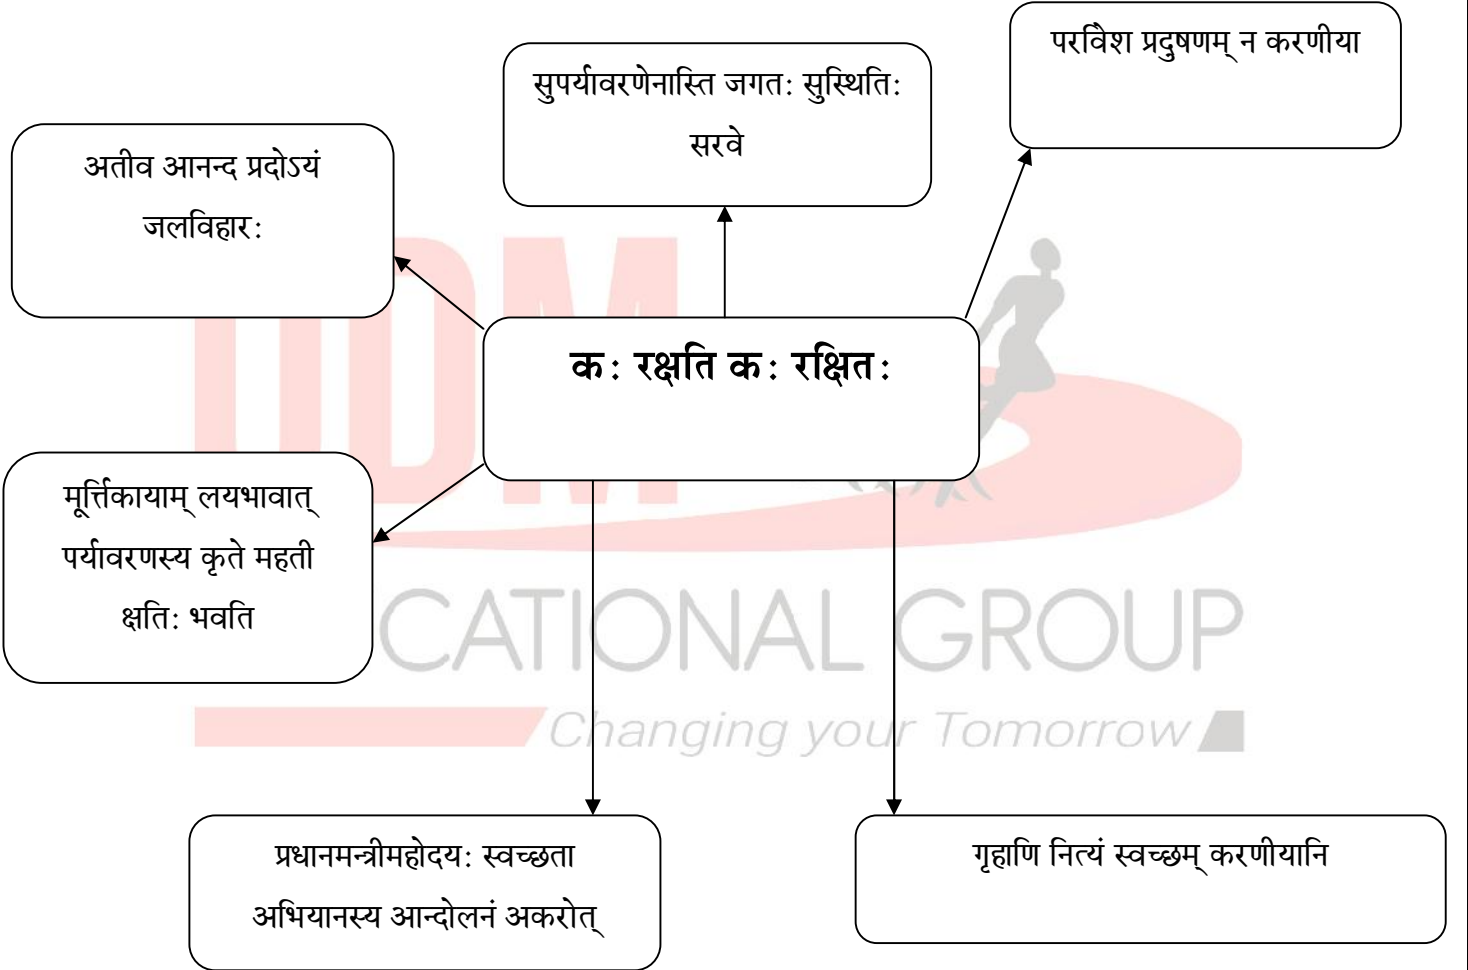 परिवेश प्रदुषणम् न करणीया
सुपर्यावरणेनास्ति जगतः सुस्थितिः
सरवे
अतीव आनन्द प्रदोऽयं
जलविहारः
कः रक्षति कः रक्षितः
मूर्त्तिकायाम् लयभावात्
पर्यावरणस्य कृते महती
क्षतिः भवति
CATIONAL GROUP
Changing your Tomorrow
प्रधानमन्त्रीमहोदयः स्वच्छता
अभियानस्य आन्दोलनं अकरोत्
गृहाणि नित्यं स्वच्छम् करणीयानि